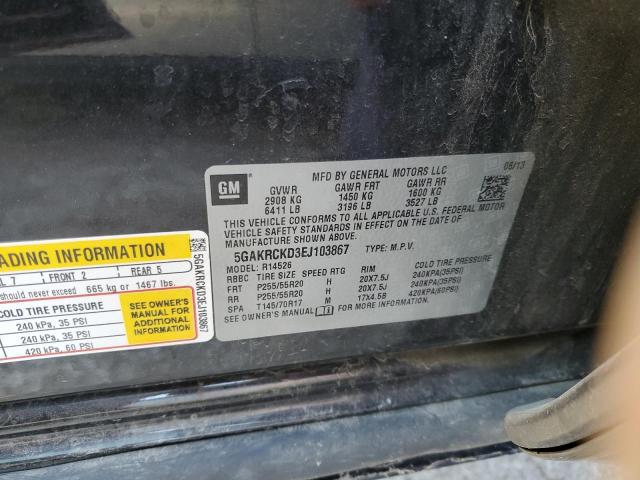 GM
MFD BY GENERAL MOTORS LLC
08/13
GVWR GAWR FRT GAWR RR
2908 KG 1450 KG 1600 KG
6411 LB 3196 LB 3527 LB
THIS VEHICLE CONFORMS TO ALL APPLICABLE U.S. FEDERAL MOTOR
VEHICLE SAFETY STANDARDS IN EFFECT ON THE DATE OF
MANUFACTURE SHOWN ABOVE.
5GAKRCKD3EJ103867 TYPE: M.P.V.
MODEL: R14526
RBBC TIRE SIZE SPEED RTG RIM COLD TIRE PRESSURE
FRT P255/55R20 H 20X7.5J 240KPA(35PSI)
RR P255/55R20 H 20X7.5J 240KPA(35PSI)
SPA T145/70R17 M 17X4.5B 420KPA(60PSI)
SEE OWNER'S MANUAL FOR MORE INFORMATION.
ADING INFORMATION
7 FRONT 2 REAR 5
should never exceed 665 kg or 1467 lbs.
COLD TIRE PRESSURE
240 kPa, 35 PSI
240 kPa, 35 PSI
420 kPa, 60 PSI
SEE OWNER'S
MANUAL FOR
ADDITIONAL
INFORMATION
5GAKRCKD3EJ103867